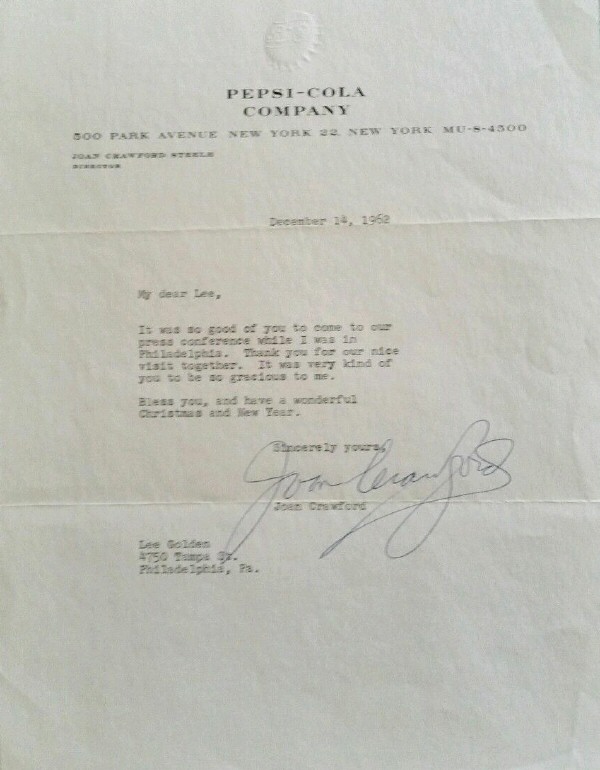 PEPSI-COLA
COMPANY
500 PARK AVENUE NEW YORK 22, NEW YORK MU-8-4500
JOAN CRAWFORD STEELE
DIRECTOR
December 14, 1962
My dear Lee,
It was so good of you to come to our
press conference while I was in
Philadelphia. Thank you for our nice
visit together. It was very kind of
you to be so gracious to me.
Bless you, and have a wonderful
Christmas and New Year.
Sincerely yours,
Joan Crawford
Joan Crawford
Lee Golden
4750 Tampa St.
Philadelphia, Pa.